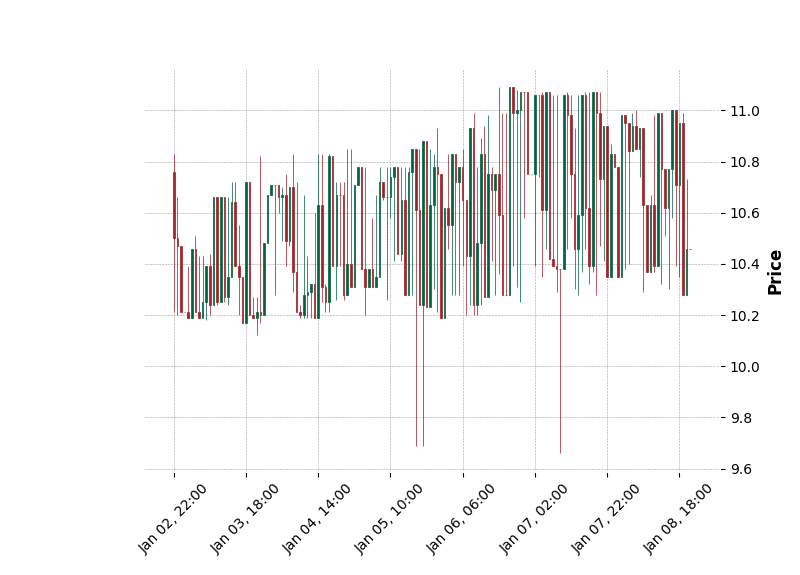 11.0
10.8
10.6
10.4
10.2
10.0
9.8
9.6
Price
Jan 02, 22:00
Jan 03, 18:00
Jan 04, 14:00
Jan 05, 10:00
Jan 06, 06:00
Jan 07, 02:00
Jan 07, 22:00
Jan 08, 18:00